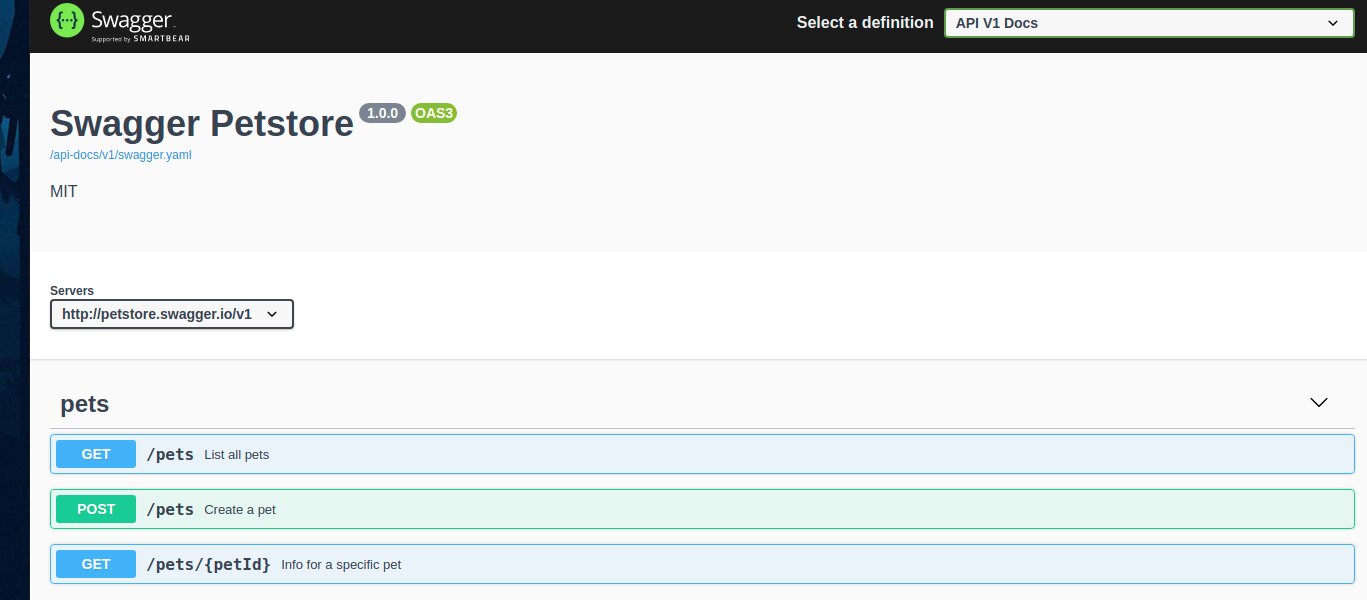 Swagger
Supported by SMARTBEAR
Select a definition
API V1 Docs
Swagger Petstore 1.0.0 OAS3
/api-docs/v1/swagger.yaml
MIT
Servers
http://petstore.swagger.io/v1
pets
GET /pets List all pets
POST /pets Create a pet
GET /pets/{petId} Info for a specific pet